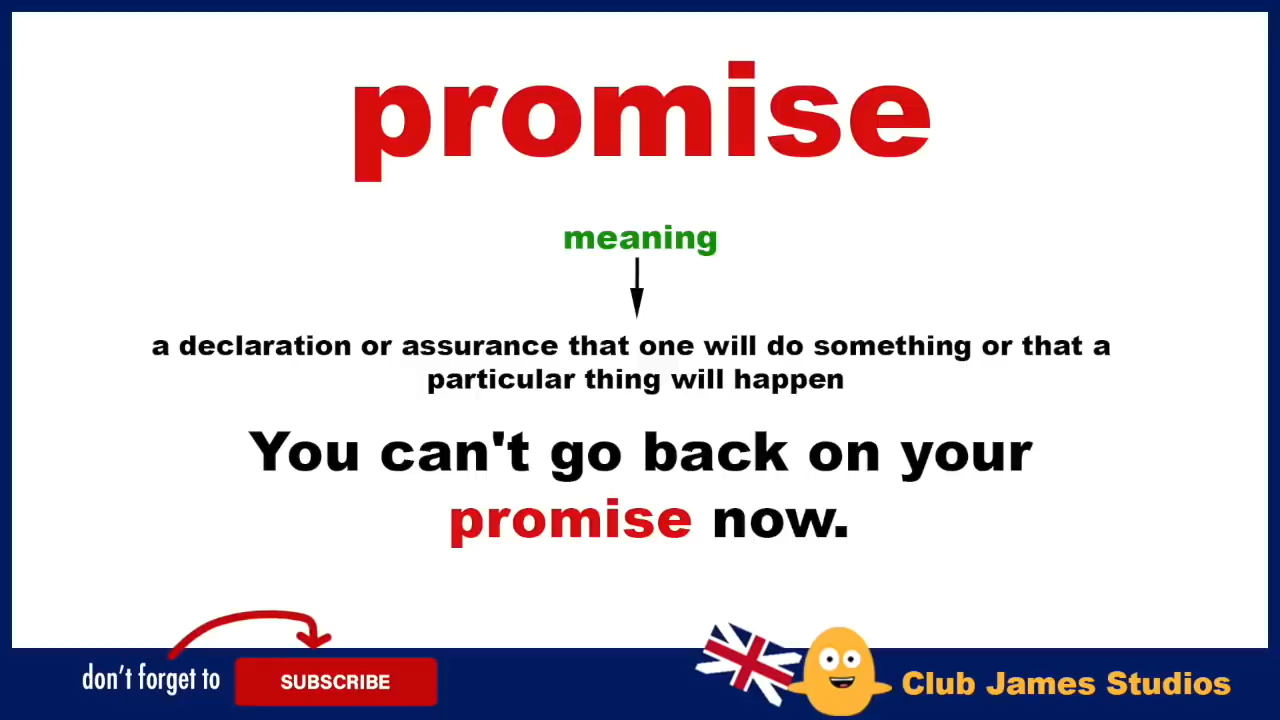 promise
meaning
a declaration or assurance that one will do something or that a
particular thing will happen
You can't go back on your
promise now.
don't forget to
SUBSCRIBE
Club James Studios